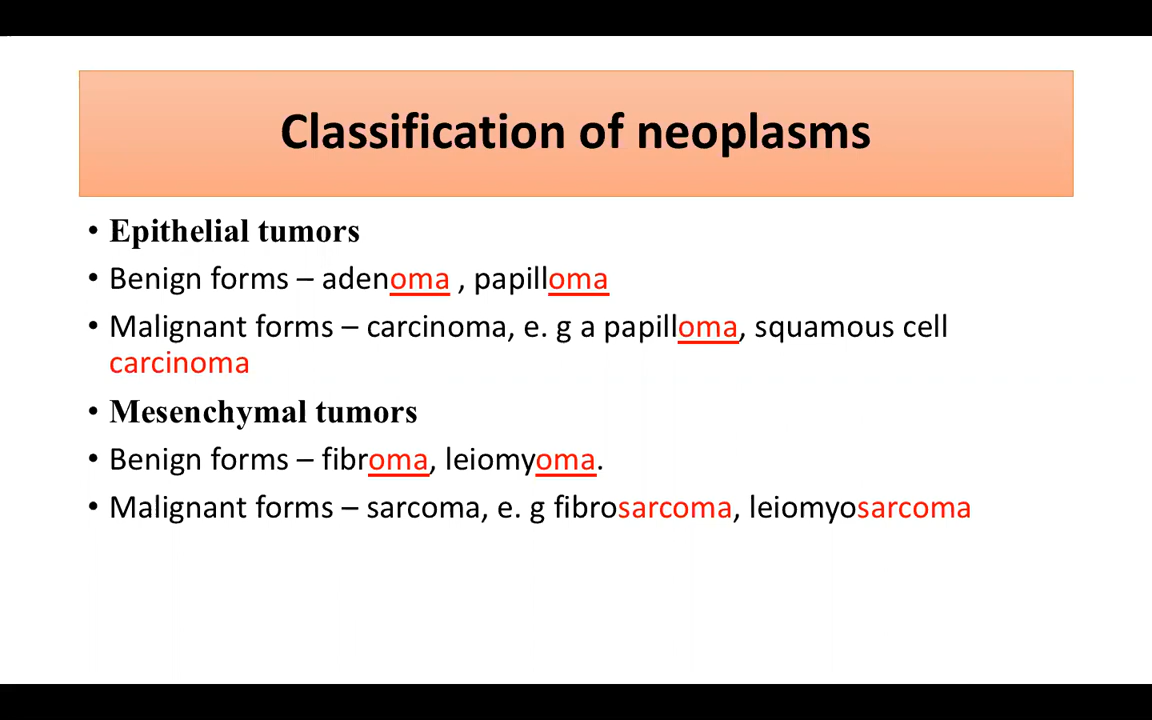 Classification of neoplasms
• Epithelial tumors
• Benign forms – adenoma , papilloma
• Malignant forms – carcinoma, e. g a papilloma, squamous cell
carcinoma
• Mesenchymal tumors
• Benign forms – fibroma, leiomyoma.
• Malignant forms – sarcoma, e. g fibrosarcoma, leiomyosarcoma